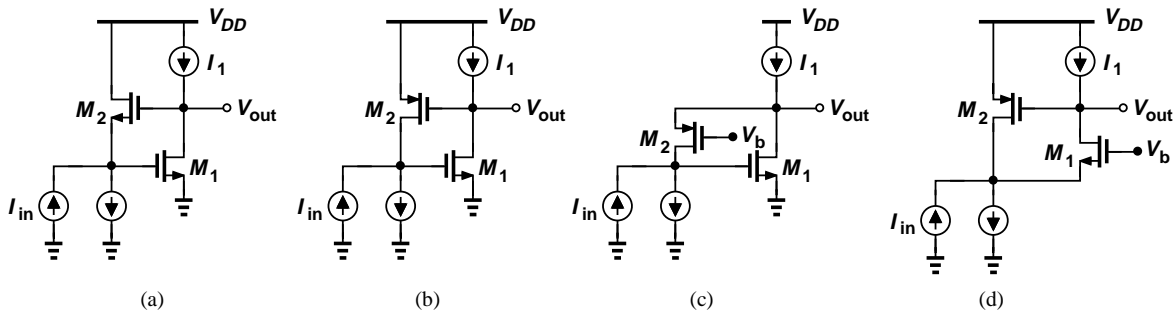 V_DD
I_1
M_2
V_out
M_1
I_in
(a)
V_DD
I_1
M_2
V_out
M_1
I_in
(b)
V_DD
I_1
V_out
M_2
V_b
M_1
I_in
(c)
V_DD
I_1
M_2
V_out
M_1
V_b
I_in
(d)